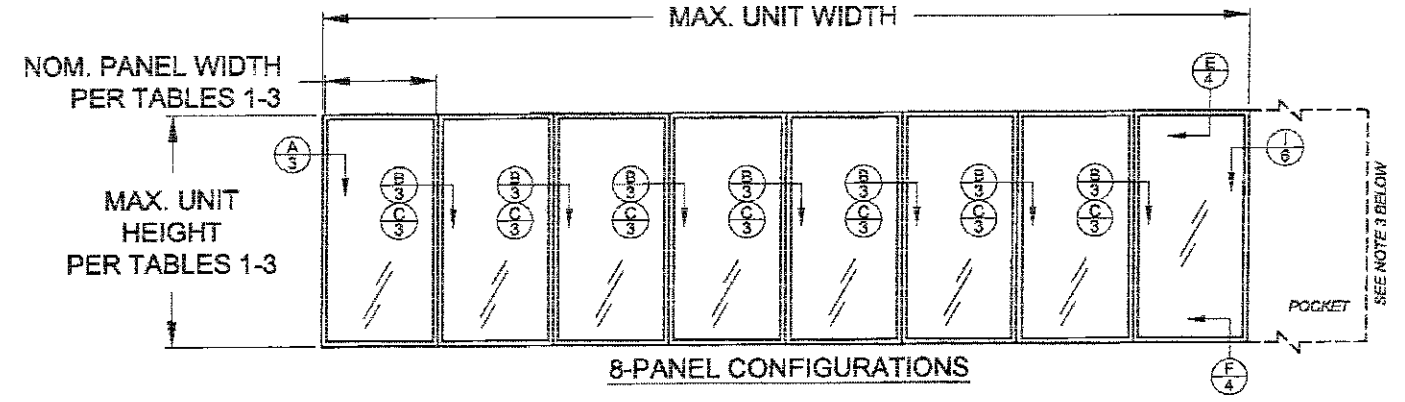 MAX. UNIT WIDTH
NOM. PANEL WIDTH
PER TABLES 1-3
E
4
A
3
J
6
MAX. UNIT
HEIGHT
PER TABLES 1-3
B
3
C
3
B
3
C
3
B
3
C
3
B
3
C
3
B
3
C
3
B
3
C
3
B
3
C
3
POCKET
SEE NOTE 3 BELOW
8-PANEL CONFIGURATIONS
F
4